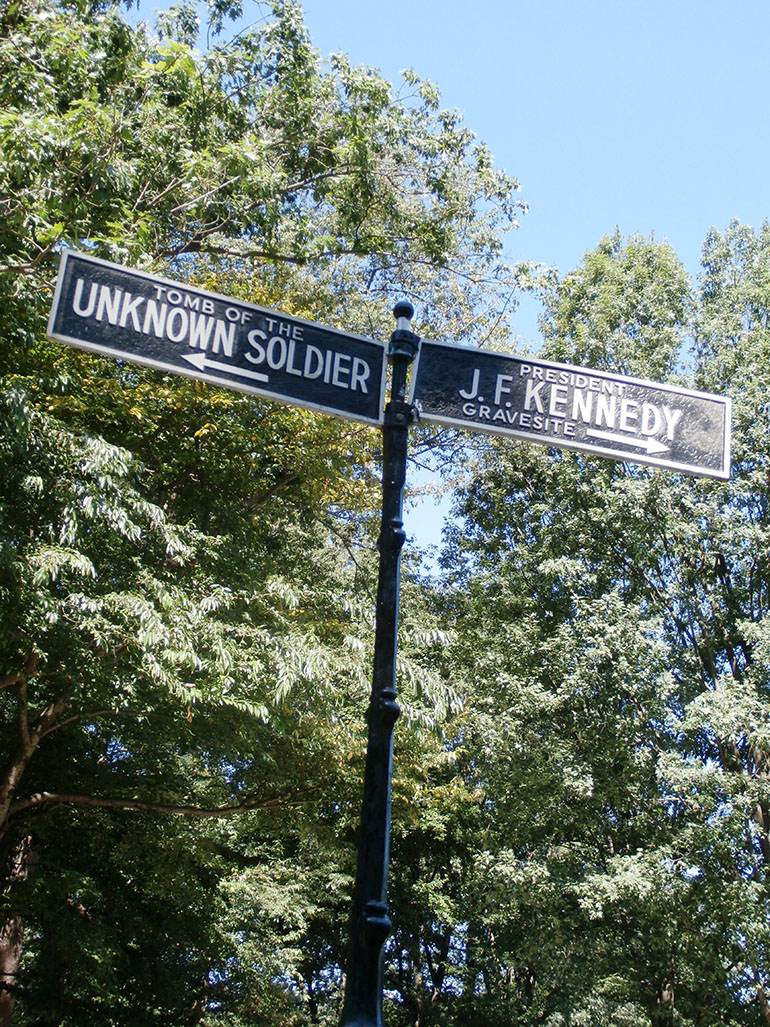 TOMB OF THE
UNKNOWN SOLDIER
PRESIDENT
J. F. KENNEDY
GRAVESITE